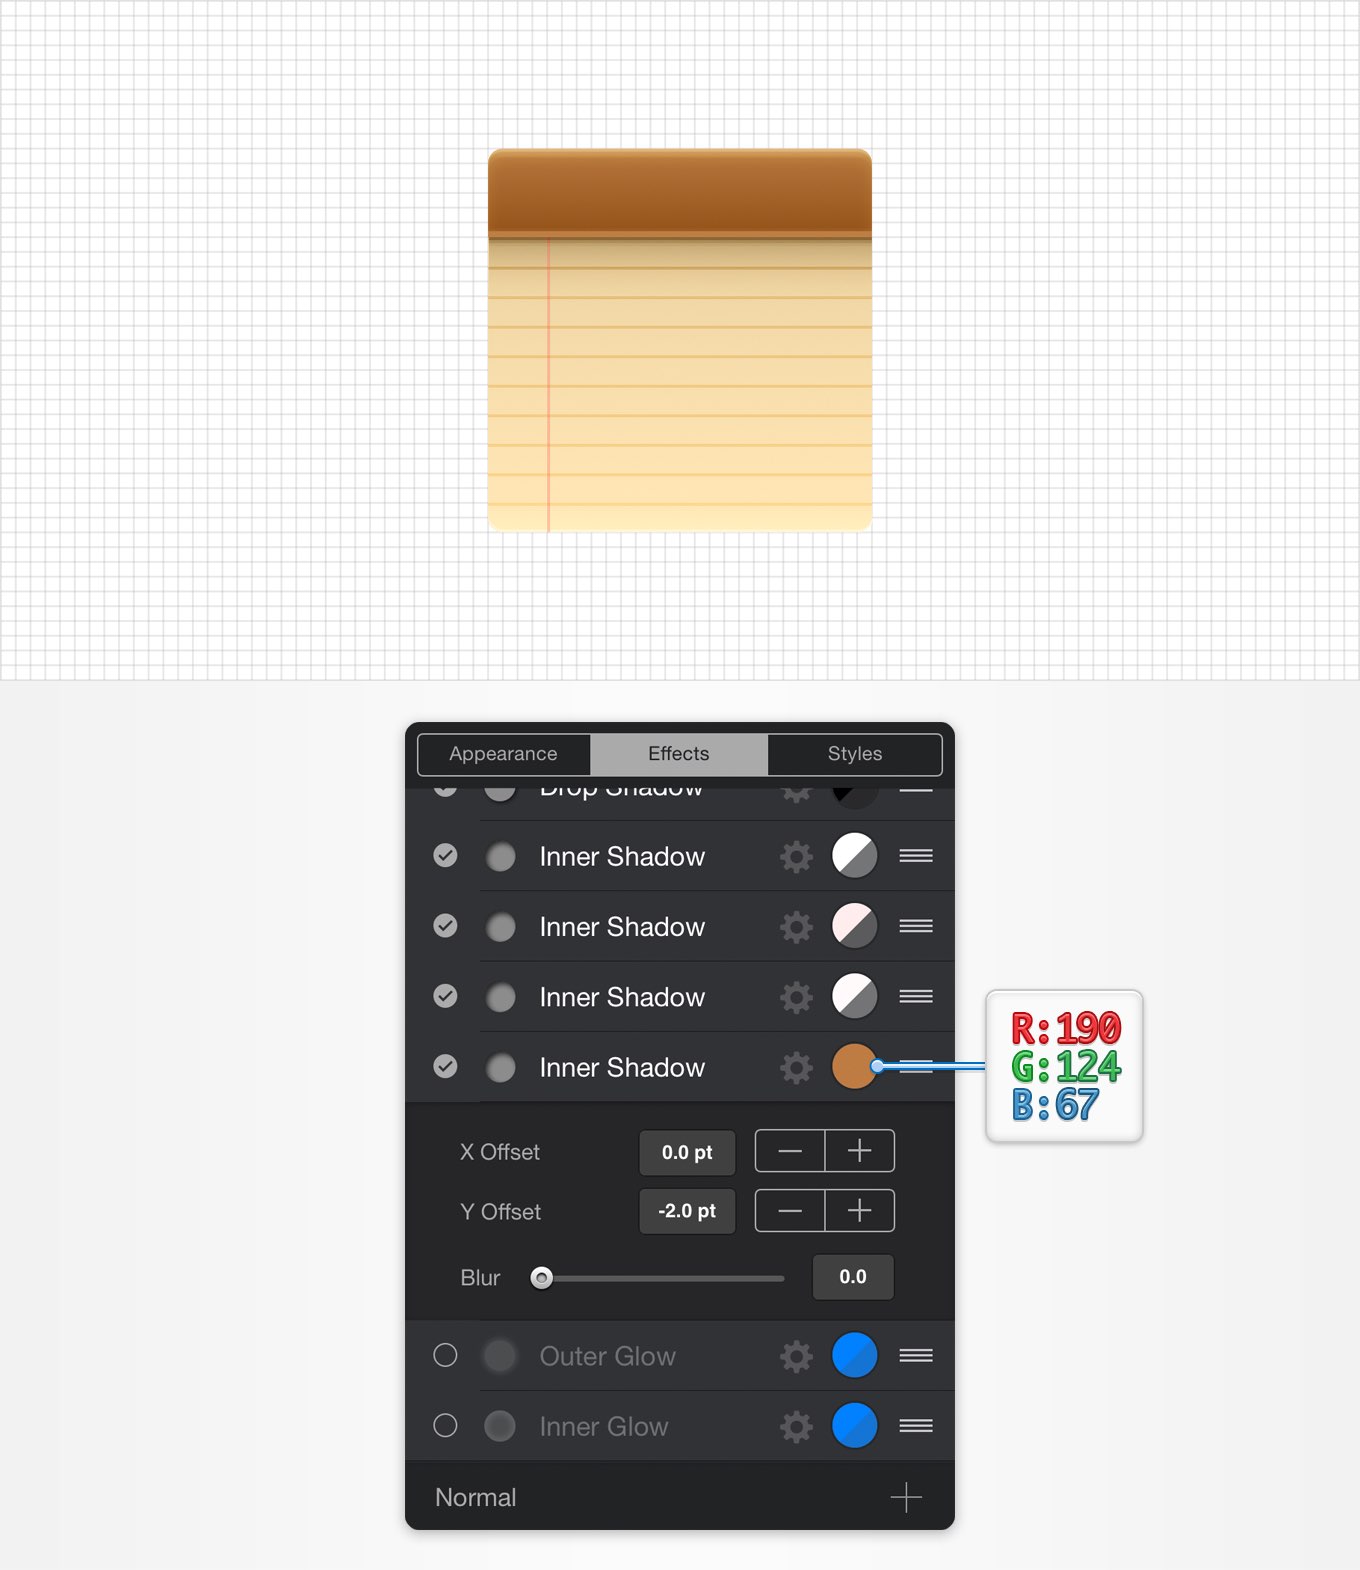 Appearance Effects Styles
Drop Shadow
Inner Shadow
Inner Shadow
Inner Shadow
Inner Shadow
R:190
G:124
B:67
X Offset 0.0 pt
Y Offset -2.0 pt
Blur 0.0
Outer Glow
Inner Glow
Normal